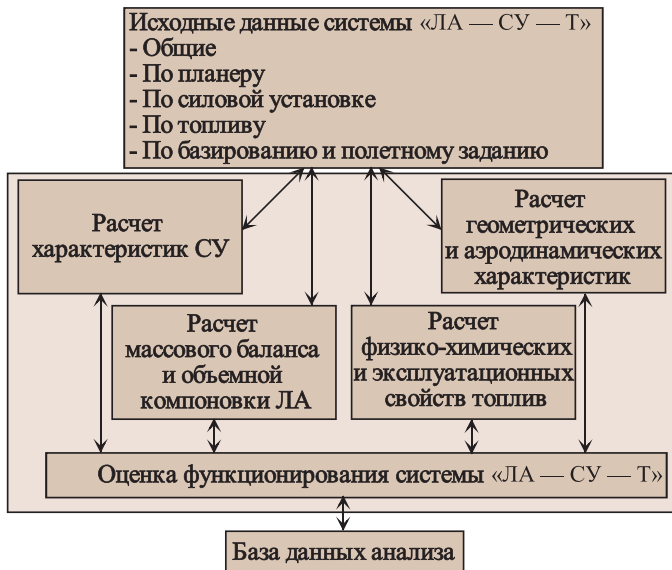 Исходные данные системы «ЛА — СУ — Т»
- Общие
- По планеру
- По силовой установке
- По топливу
- По базированию и полетному заданию
Расчет
характеристик СУ
Расчет
геометрических
и аэродинамических
характеристик
Расчет
массового баланса
и объемной
компоновки ЛА
Расчет
физико-химических
и эксплуатационных
свойств топлив
Оценка функционирования системы «ЛА — СУ — Т»
База данных анализа